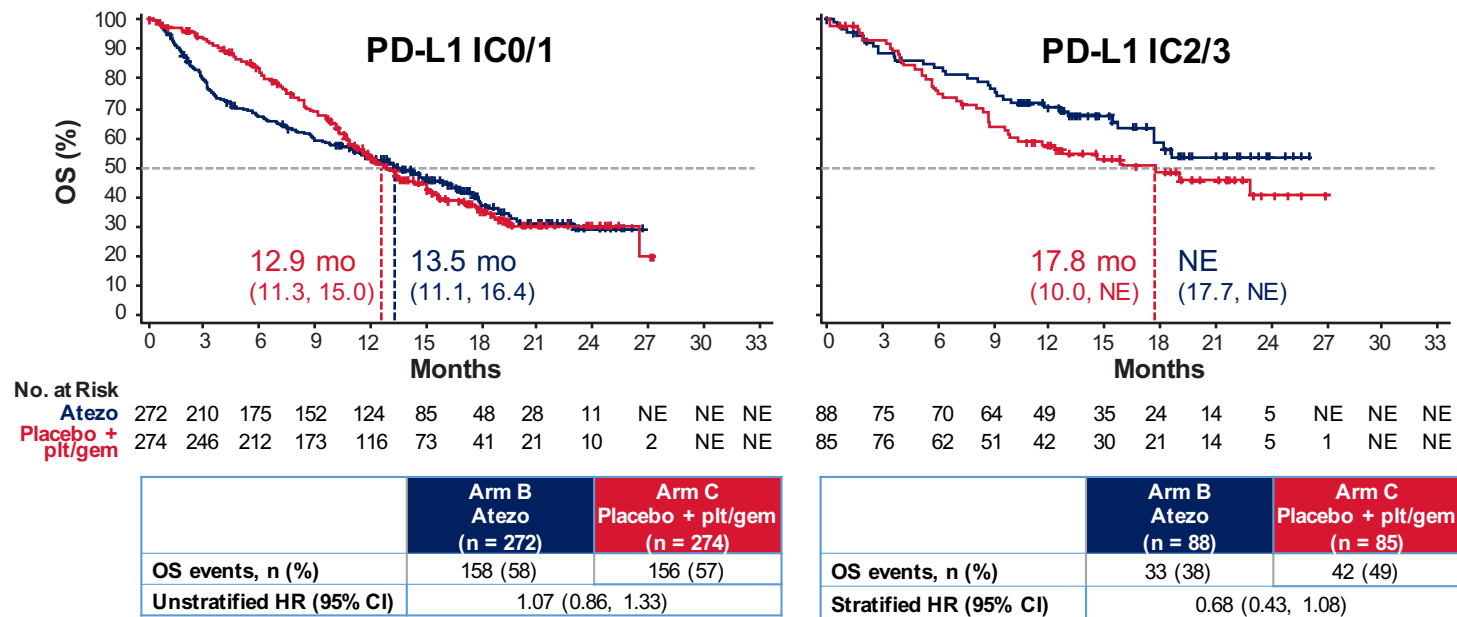 PD-L1 IC0/1
OS (%)
100
90
80
70
60
50
40
30
20
10
0
12.9 mo
(11.3, 15.0)
13.5 mo
(11.1, 16.4)
0 3 6 9 12 15 18 21 24 27 30 33
Months
PD-L1 IC2/3
17.8 mo
(10.0, NE)
NE
(17.7, NE)
0 3 6 9 12 15 18 21 24 27 30 33
Months
No. at Risk
Atezo 272 210 175 152 124 85 48 28 11 NE NE NE 88 75 70 64 49 35 24 14 5 NE NE NE
Placebo +
plt/gem 274 246 212 173 116 73 41 21 10 2 NE NE 85 76 62 51 42 30 21 14 5 1 NE NE
Arm B
Atezo
(n = 272)
Arm C
Placebo + plt/gem
(n = 274)
OS events, n (%) 158 (58) 156 (57)
Unstratified HR (95% CI) 1.07 (0.86, 1.33)
Arm B
Atezo
(n = 88)
Arm C
Placebo + plt/gem
(n = 85)
OS events, n (%) 33 (38) 42 (49)
Stratified HR (95% CI) 0.68 (0.43, 1.08)